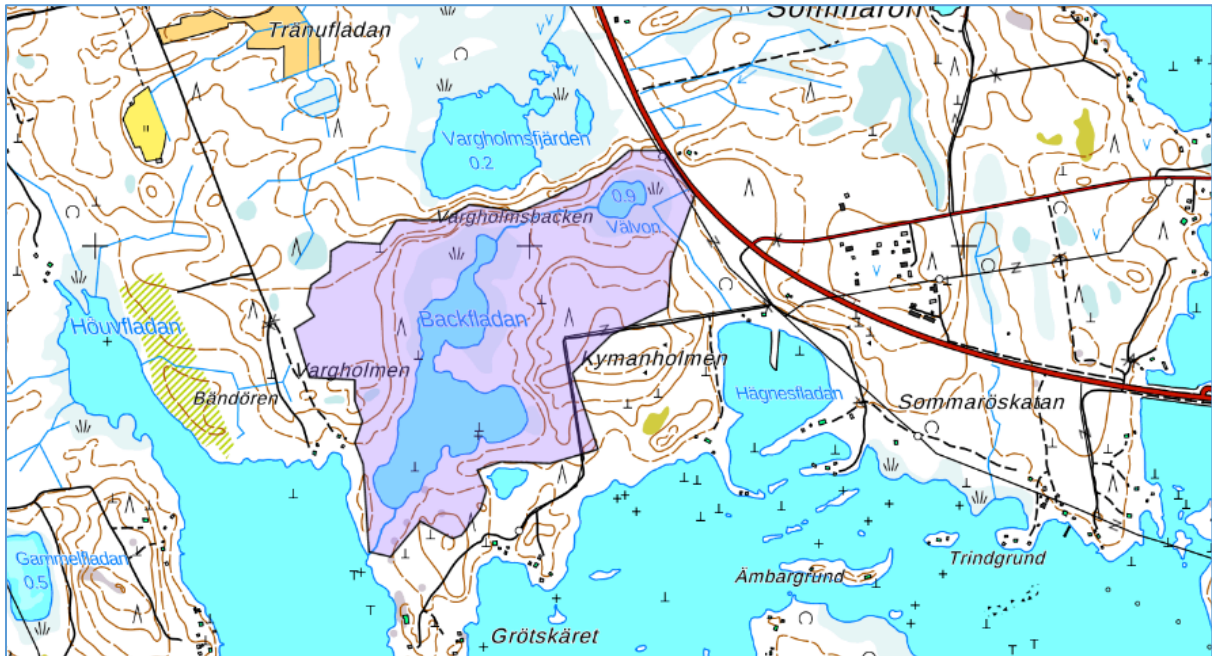 Sommarön
Tränufladan
Vargholmsfjärden
0.2
0.9
Vargholmsbacken
Välvon
Höuvfladan
Backfladan
Kymanholmen
Vargholmen
Bändören
Hägnesfladan
Sommaröskatan
Gammelfladan
0.5
Trindgrund
Ämbargrund
Grötskäret